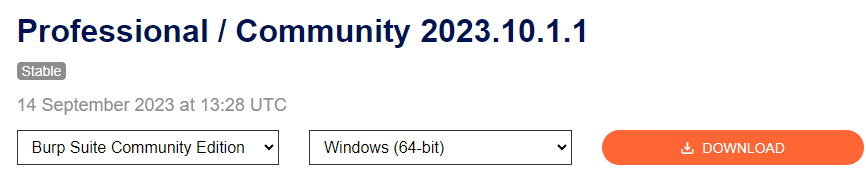 Professional / Community 2023.10.1.1
Stable
14 September 2023 at 13:28 UTC
Burp Suite Community Edition Windows (64-bit) DOWNLOAD